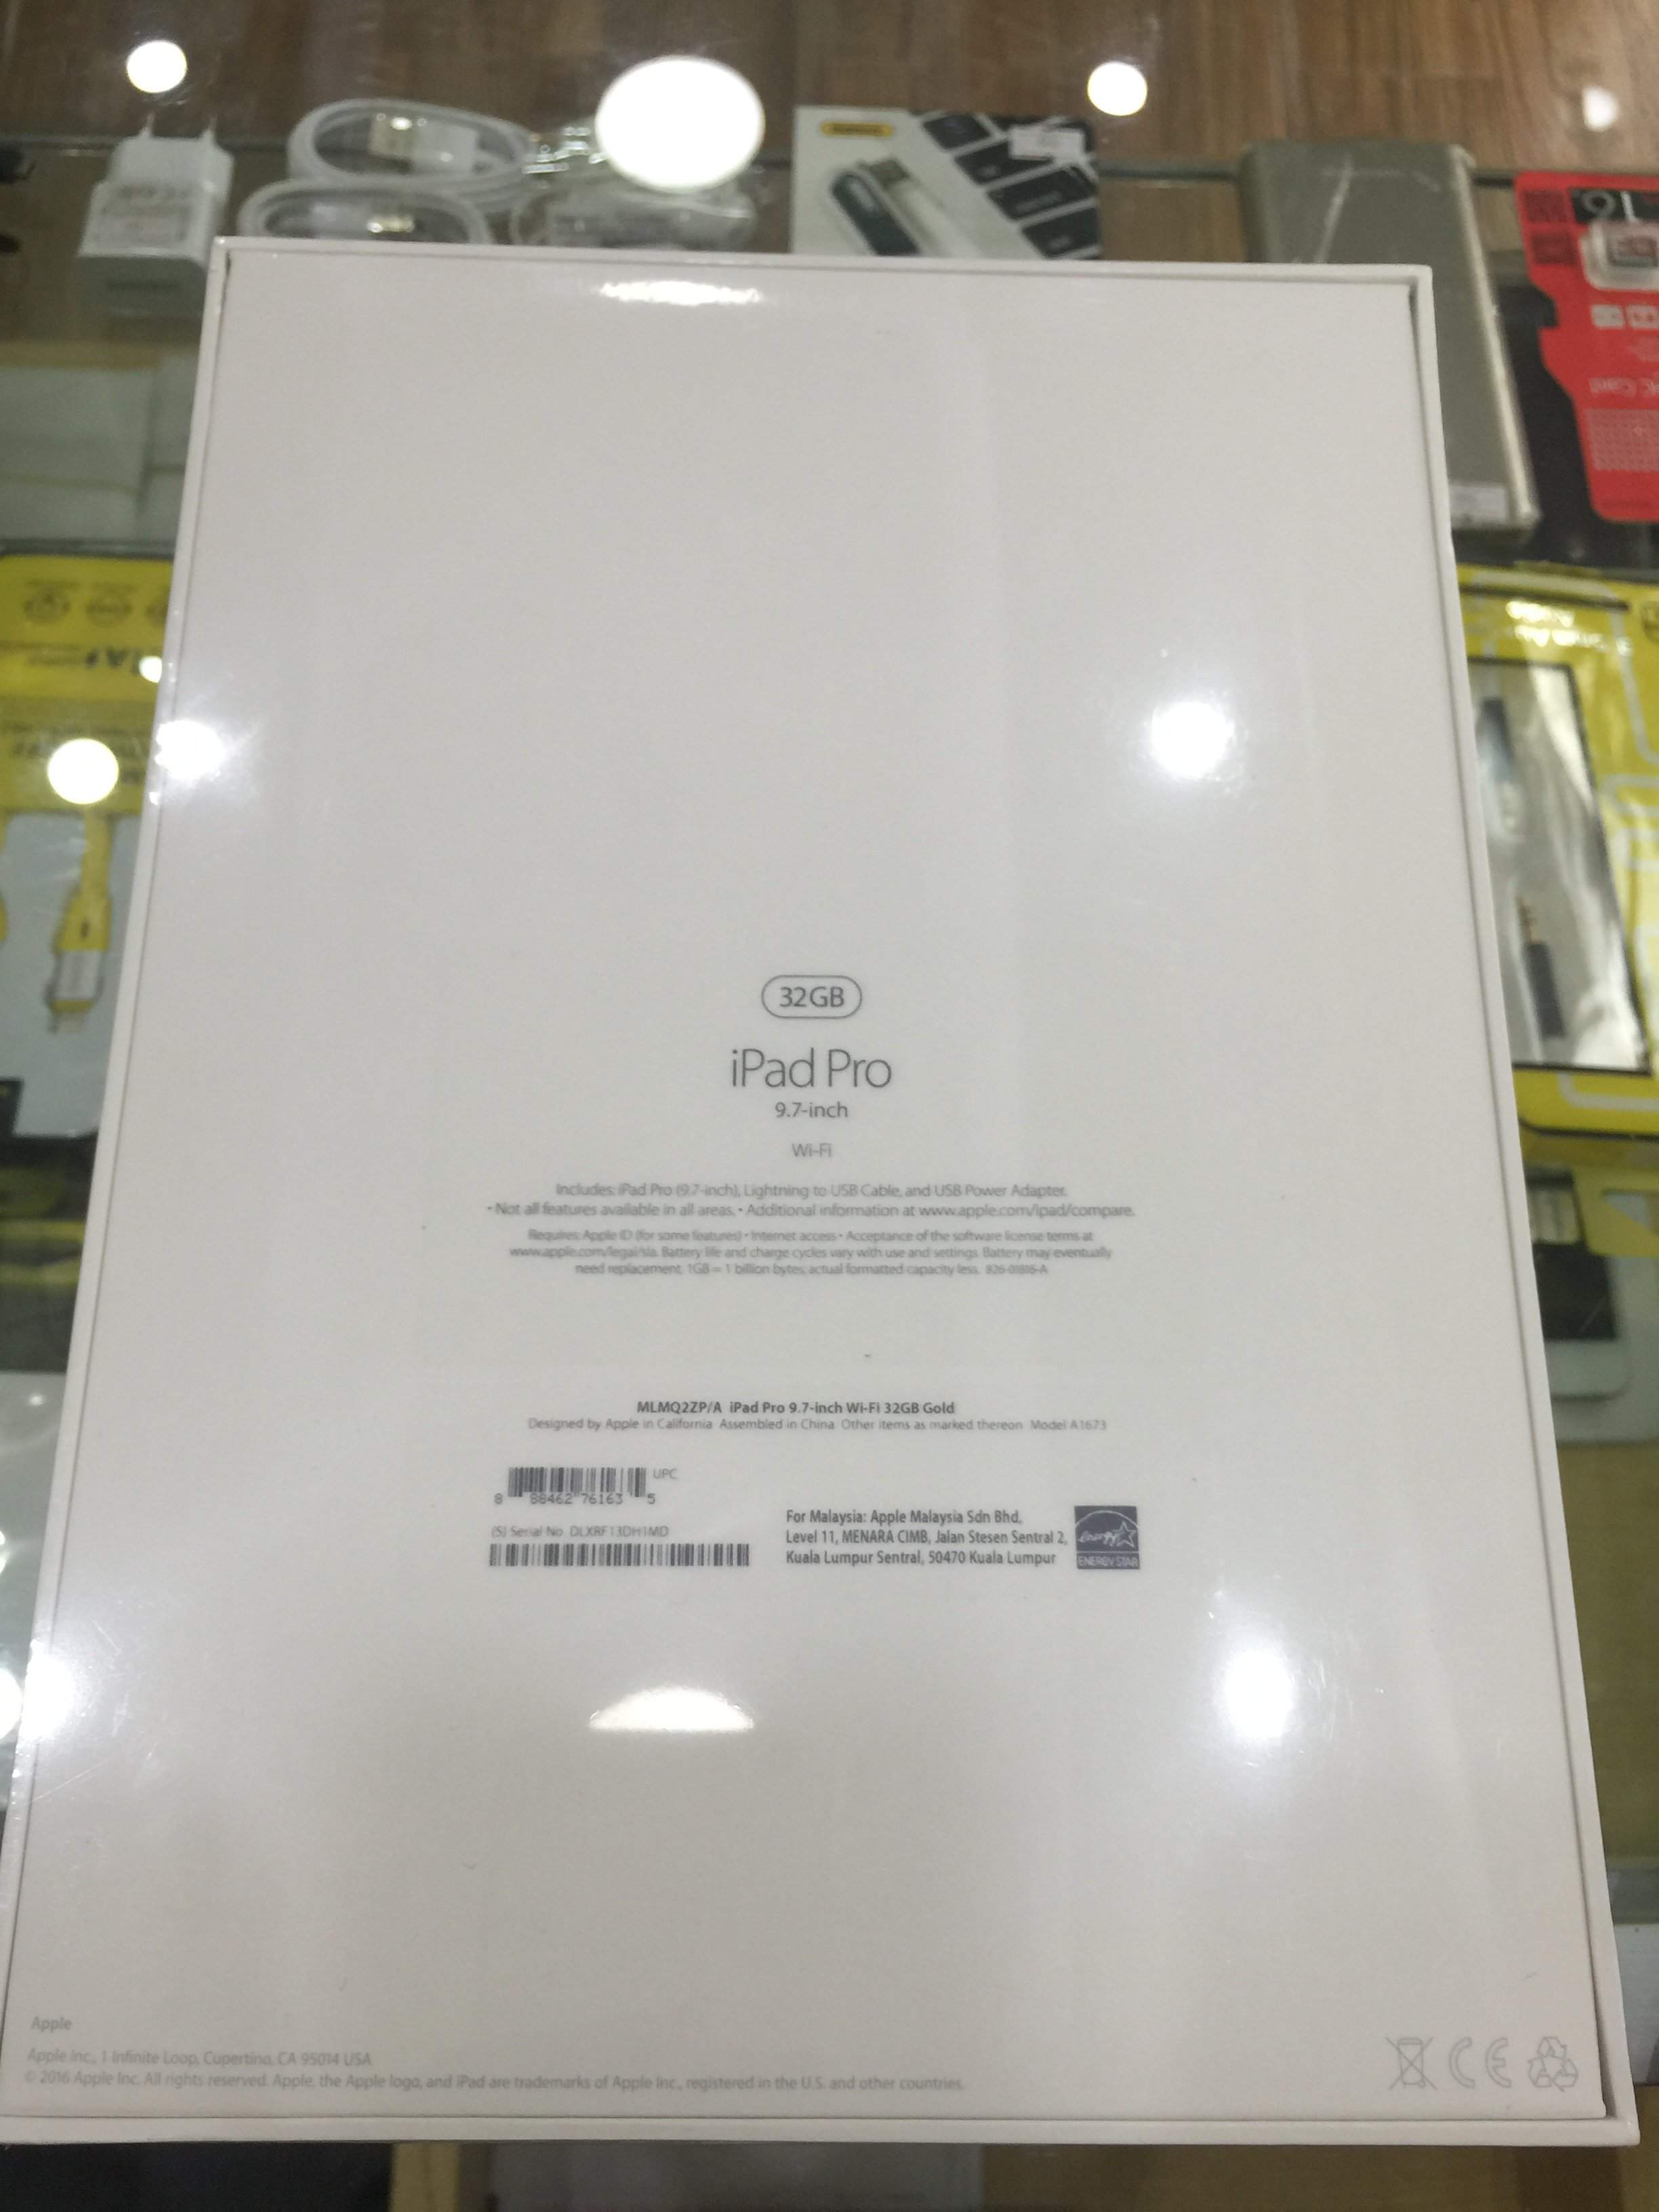 32GB
iPad Pro
9.7-inch
Wi-Fi
Includes: iPad Pro (9.7-inch), Lightning to USB Cable, and USB Power Adapter.
• Not all features available in all areas. • Additional information at www.apple.com/ipad/compare.
Requires: Apple ID (for some features) • Internet access • Acceptance of the software license terms at
www.apple.com/legal/sla. Battery life and charge cycles vary with use and settings. Battery may eventually
need replacement. 1GB = 1 billion bytes; actual formatted capacity less.
MLMQ2ZP/A iPad Pro 9.7-inch Wi-Fi 32GB Gold
Designed by Apple in California Assembled in China Other items as marked thereon Model A1673
UPC
8 88462 76163 5
(S) Serial No. DLXRF13DH1MD
For Malaysia: Apple Malaysia Sdn Bhd,
Level 11, MENARA CIMB, Jalan Stesen Sentral 2,
Kuala Lumpur Sentral, 50470 Kuala Lumpur
energy
ENERGY STAR
Apple
Apple Inc., 1 Infinite Loop, Cupertino, CA 95014 USA
© 2016 Apple Inc. All rights reserved. Apple, the Apple logo, and iPad are trademarks of Apple Inc., registered in the U.S. and other countries.
CE